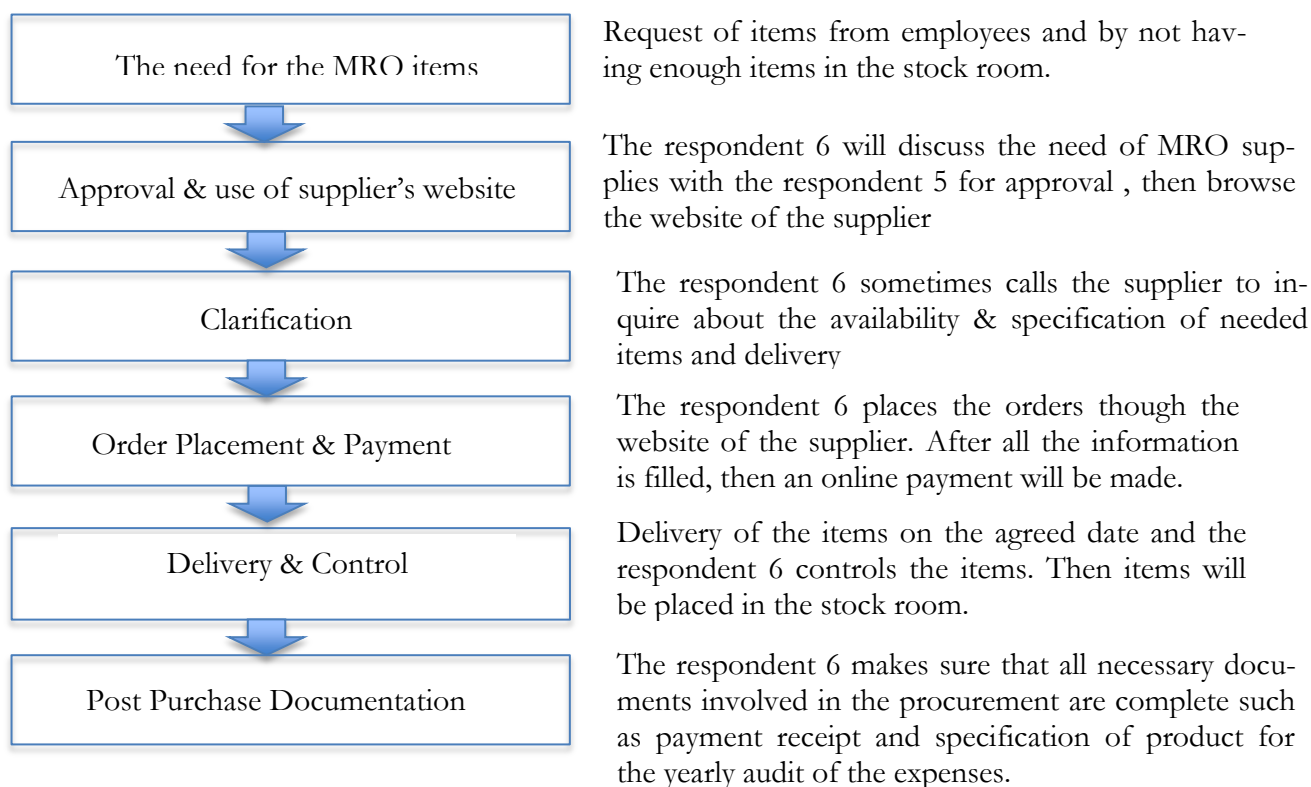 The need for the MRO items
Request of items from employees and by not hav-
ing enough items in the stock room.
Approval & use of supplier’s website
The respondent 6 will discuss the need of MRO sup-
plies with the respondent 5 for approval , then browse
the website of the supplier
Clarification
The respondent 6 sometimes calls the supplier to in-
quire about the availability & specification of needed
items and delivery
Order Placement & Payment
The respondent 6 places the orders though the
website of the supplier. After all the information
is filled, then an online payment will be made.
Delivery & Control
Delivery of the items on the agreed date and the
respondent 6 controls the items. Then items will
be placed in the stock room.
Post Purchase Documentation
The respondent 6 makes sure that all necessary docu-
ments involved in the procurement are complete such
as payment receipt and specification of product for
the yearly audit of the expenses.